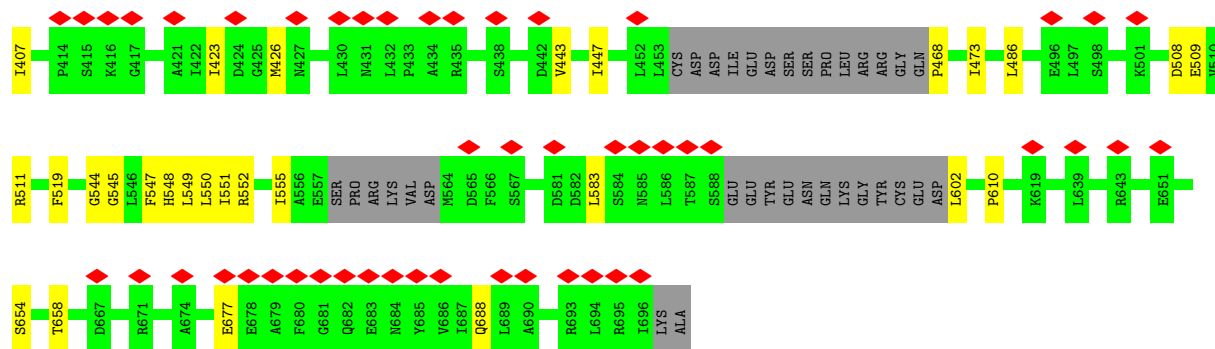 I407 P414 S415 K416 G417 A421 I422 I423 D424 G425 M426 N427 L430 N431 L432 P433 A434 R435 S438 D442 V443 I447 L452 L453 CYS ASP ASP ILE GLU ASP SER SER PRO LEU ARG ARG GLY GLN P468 I473 L486 E496 L497 S498 K501 D508 E509 V510
R511 F519 G544 G545 L546 F547 H548 L549 L550 I551 R552 I555 A556 E557 SER PRO ARG LYS VAL ASP M564 D565 F566 S567 D581 D582 L583 S584 N585 L586 T587 S588 GLU GLU TYR GLU ASN GLN LYS GLY TYR CYS GLU ASP L602 P610 K619 L639 R643 E651
S654 T658 D667 R671 A674 E677 E678 A679 F680 G681 Q682 E683 N684 Y685 V686 I687 Q688 L689 A690 R693 L694 R695 I696 LYS ALA